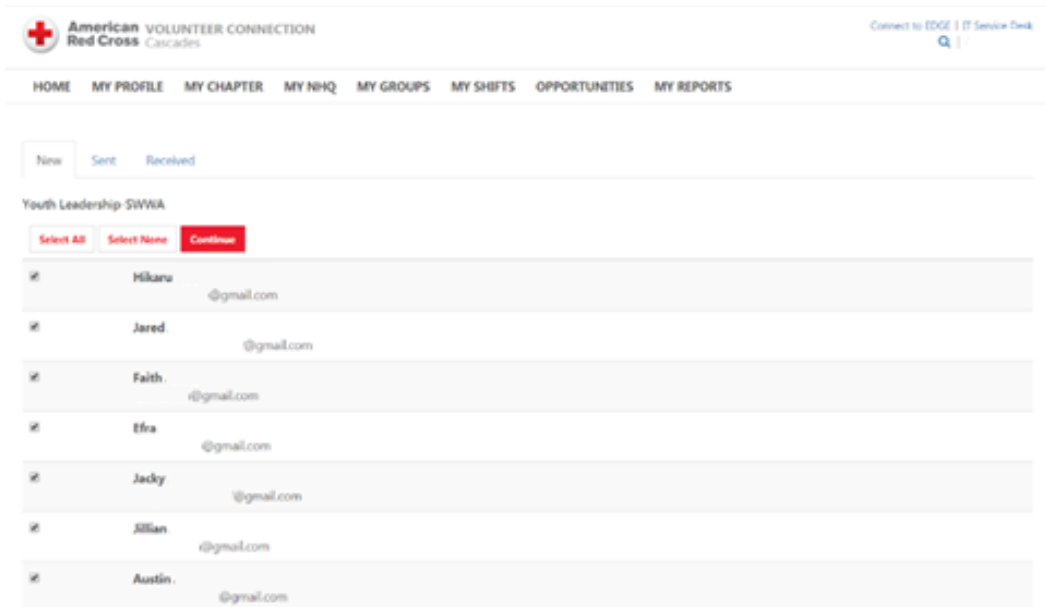 American VOLUNTEER CONNECTION
Red Cross Cascades
Connect to EDGE | IT Service Desk
HOME MY PROFILE MY CHAPTER MY NHQ MY GROUPS MY SHIFTS OPPORTUNITIES MY REPORTS
New Sent Received
Youth Leadership-SWWA
Select All Select None Continue
Hikaru
@gmail.com
Jared
@gmail.com
Faith
@gmail.com
Efra
@gmail.com
Jacky
@gmail.com
Jillian
@gmail.com
Austin
@gmail.com